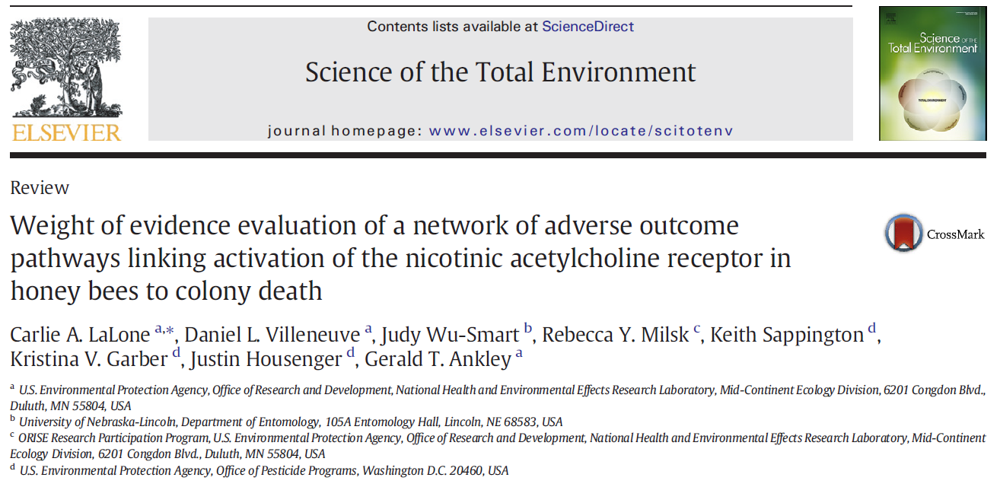 Contents lists available at ScienceDirect
Science of the Total Environment
journal homepage: www.elsevier.com/locate/scitotenv
ELSEVIER
Science OF THE
Total Environment
TOTAL ENVIRONMENT
Review
Weight of evidence evaluation of a network of adverse outcome
pathways linking activation of the nicotinic acetylcholine receptor in
honey bees to colony death
CrossMark
Carlie A. LaLone a,*, Daniel L. Villeneuve a, Judy Wu-Smart b, Rebecca Y. Milsk c, Keith Sappington d,
Kristina V. Garber d, Justin Housenger d, Gerald T. Ankley a
a U.S. Environmental Protection Agency, Office of Research and Development, National Health and Environmental Effects Research Laboratory, Mid-Continent Ecology Division, 6201 Congdon Blvd.,
Duluth, MN 55804, USA
b University of Nebraska-Lincoln, Department of Entomology, 105A Entomology Hall, Lincoln, NE 68583, USA
c ORISE Research Participation Program, U.S. Environmental Protection Agency, Office of Research and Development, National Health and Environmental Effects Research Laboratory, Mid-Continent
Ecology Division, 6201 Congdon Blvd., Duluth, MN 55804, USA
d U.S. Environmental Protection Agency, Office of Pesticide Programs, Washington D.C. 20460, USA